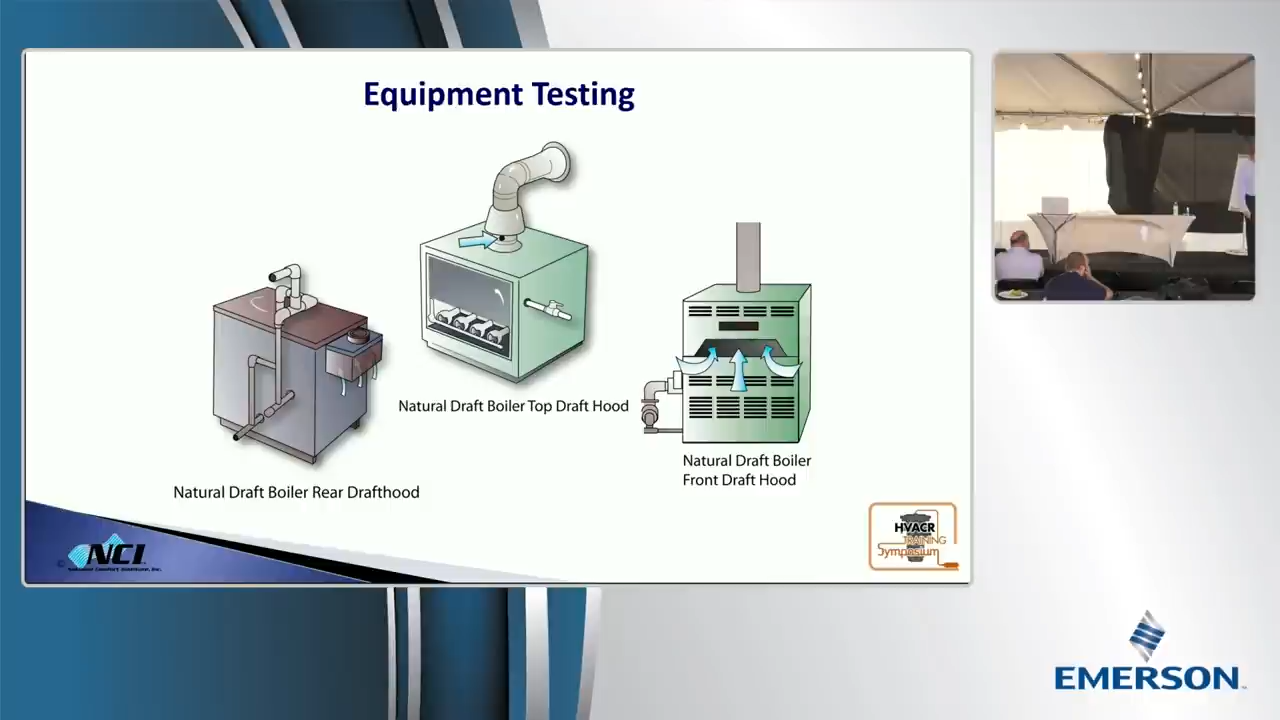 Equipment Testing
Natural Draft Boiler Top Draft Hood
Natural Draft Boiler
Front Draft Hood
Natural Draft Boiler Rear Drafthood
NCI
HVACR
TRAINING
Symposium
EMERSON